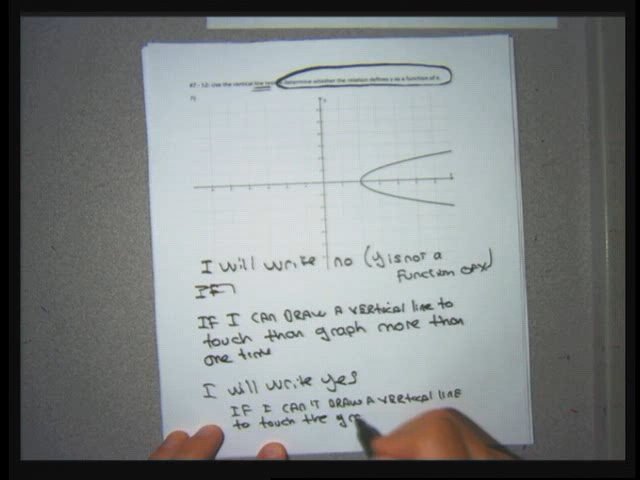 #7 - 12: Use the vertical line test to determine whether the relation defines y as a function of x.
7)
I will write no (y is not a
function of x)
IF
IF I CAN DRAW A VERTICAL line to
touch than graph more than
one time
I will write yes
IF I CAN'T DRAW A VERTICAL line
to touch the gra